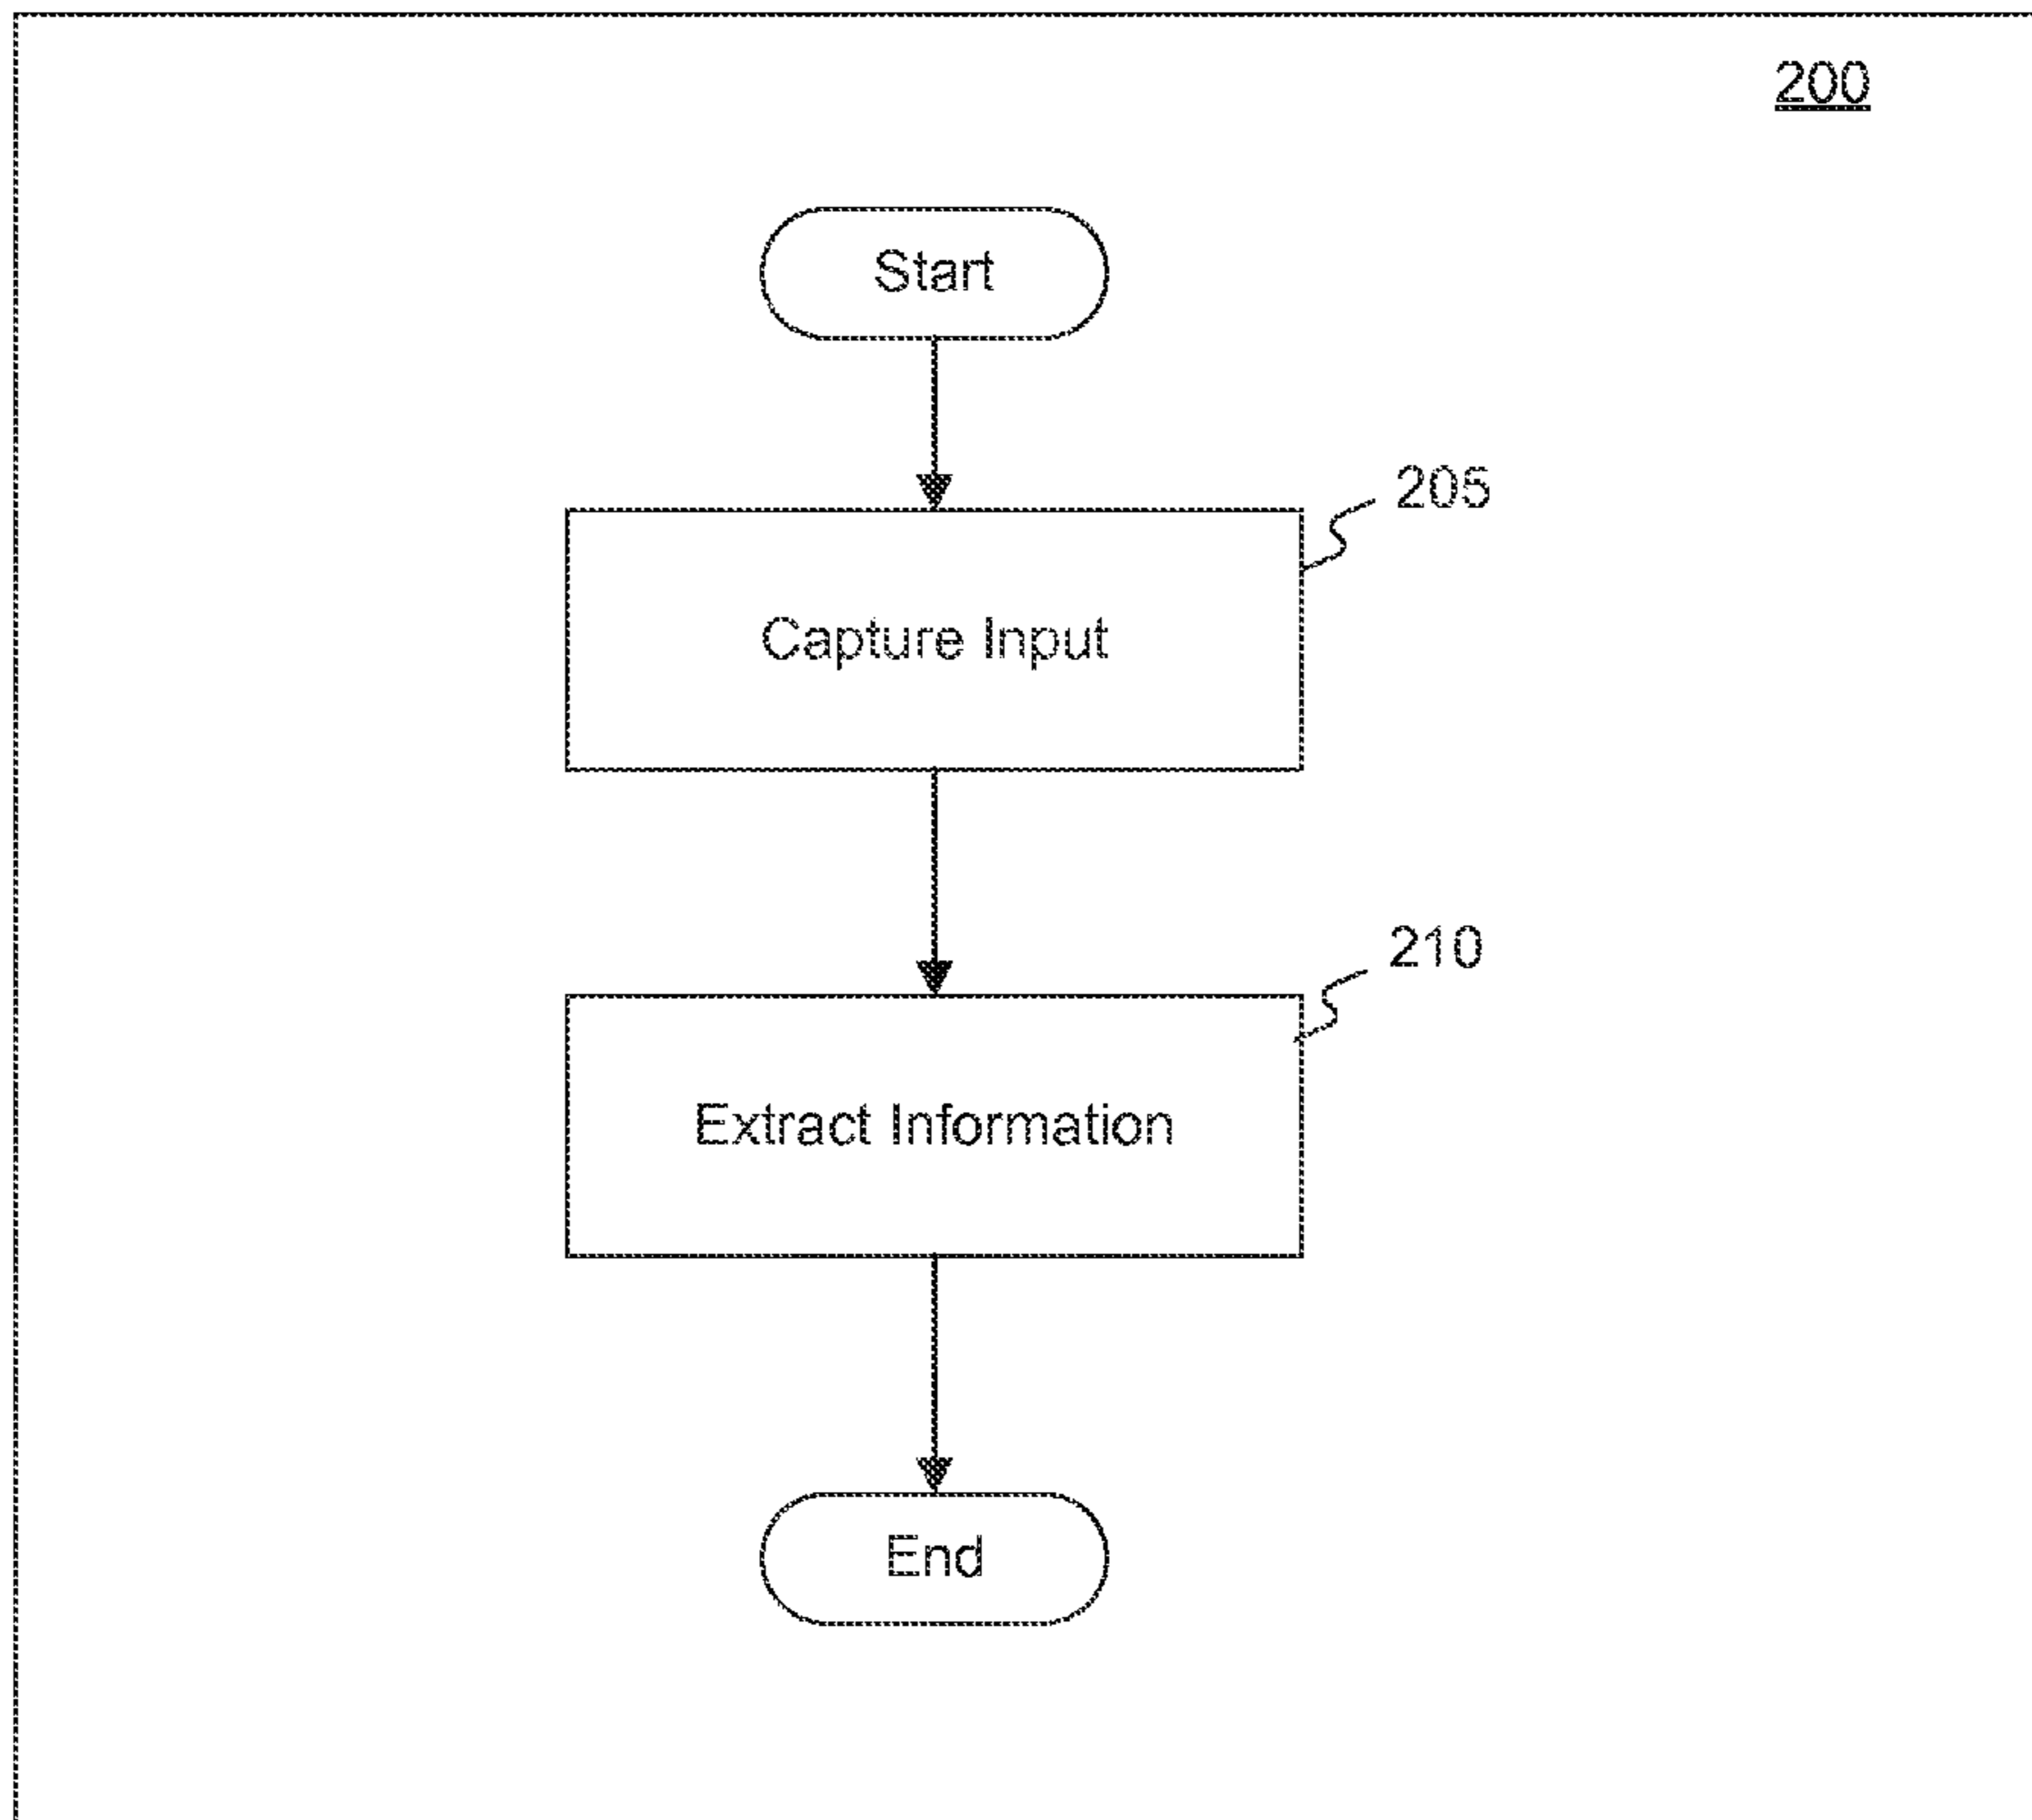 200
Start
205
Capture Input
210
Extract Information
End